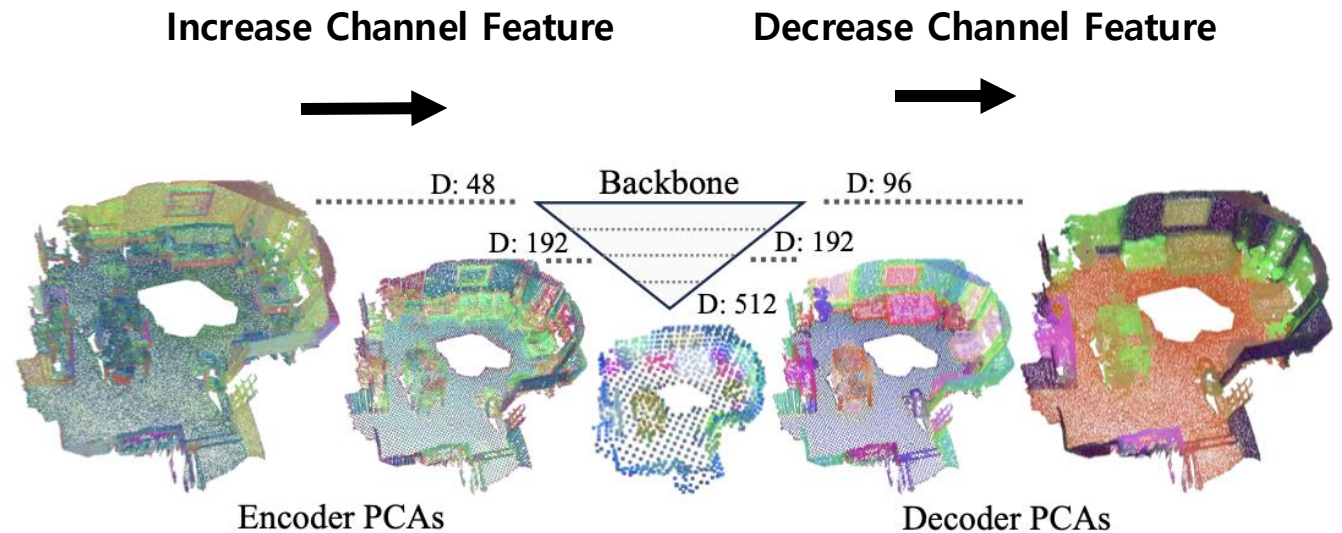 Increase Channel Feature
Decrease Channel Feature
D: 48
Backbone
D: 96
D: 192
D: 192
D: 512
Encoder PCAs
Decoder PCAs